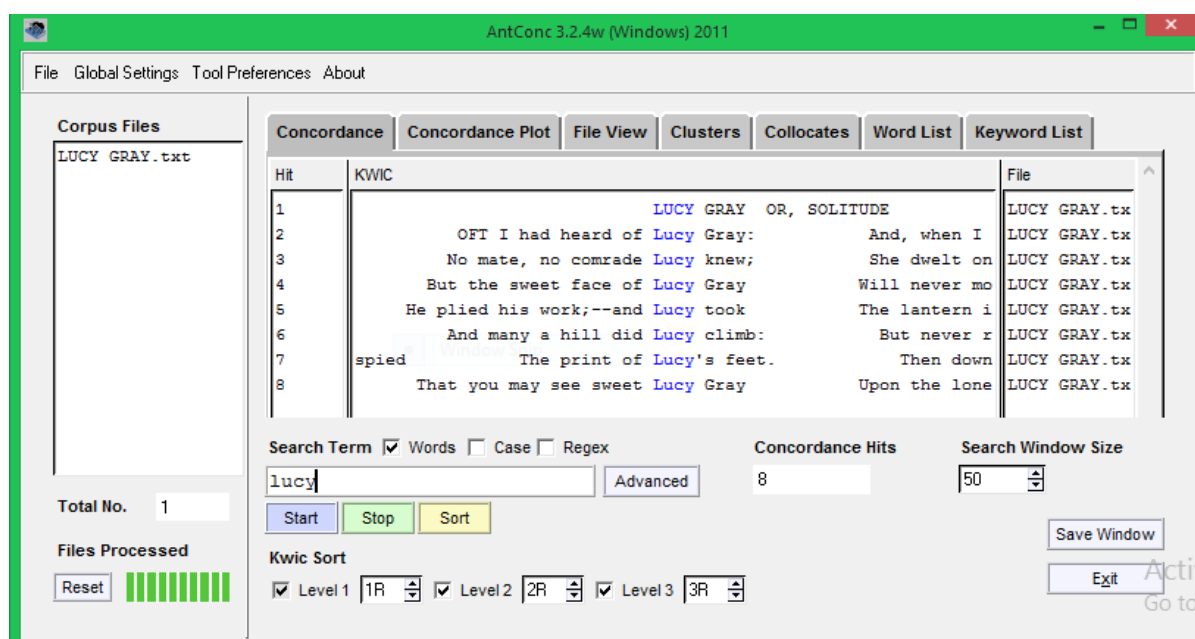 AntConc 3.2.4w (Windows) 2011
File Global Settings Tool Preferences About
Corpus Files
LUCY GRAY.txt
Total No. 1
Files Processed
Reset
Concordance Concordance Plot File View Clusters Collocates Word List Keyword List
Hit KWIC File
1 LUCY GRAY OR, SOLITUDE LUCY GRAY.tx
2 OFT I had heard of Lucy Gray: And, when I LUCY GRAY.tx
3 No mate, no comrade Lucy knew; She dwelt on LUCY GRAY.tx
4 But the sweet face of Lucy Gray Will never mo LUCY GRAY.tx
5 He plied his work;--and Lucy took The lantern i LUCY GRAY.tx
6 And many a hill did Lucy climb: But never r LUCY GRAY.tx
7 spied The print of Lucy's feet. Then down LUCY GRAY.tx
8 That you may see sweet Lucy Gray Upon the lone LUCY GRAY.tx
Search Term Words Case Regex Concordance Hits Search Window Size
lucy Advanced 8 50
Start Stop Sort
Save Window
Kwic Sort
Level 1 1R Level 2 2R Level 3 3R
Exit
Acti
Go to